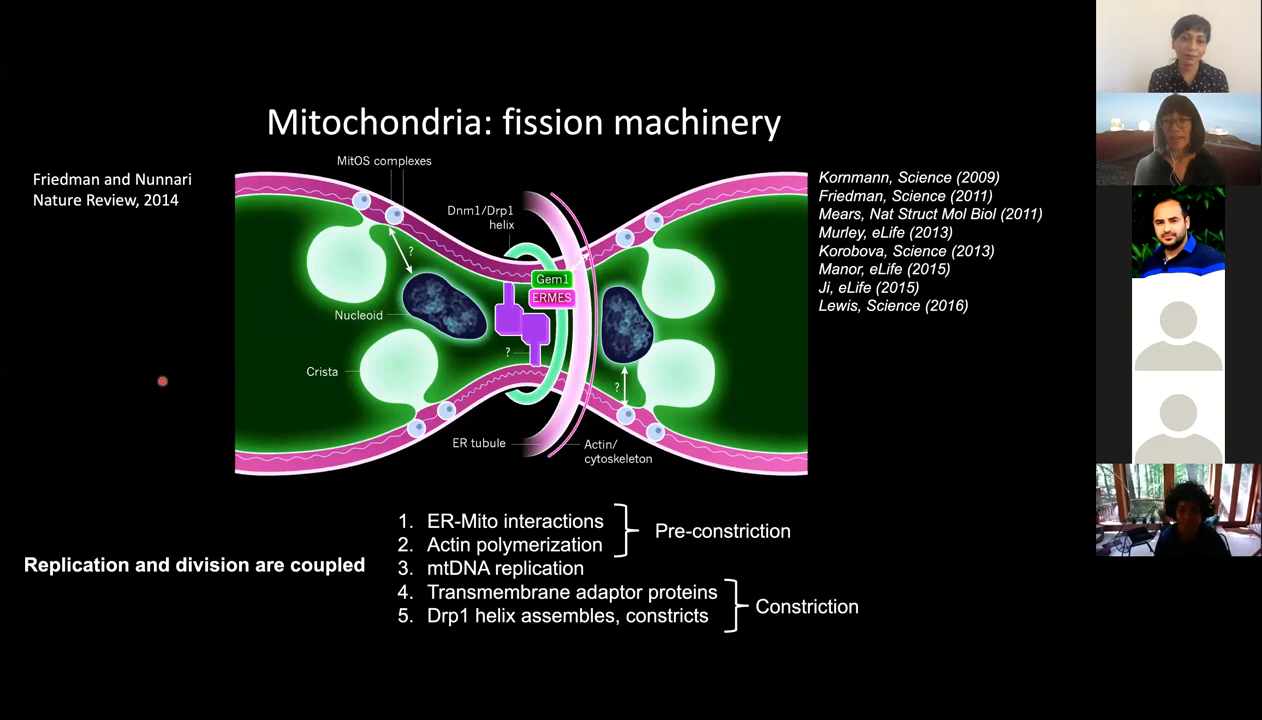 Mitochondria: fission machinery
Friedman and Nunnari
Nature Review, 2014
MitOS complexes
Dnm1/Drp1
helix
?
Gem1
ERMES
Nucleoid
?
Crista
?
ER tubule
Actin/
cytoskeleton
Kornmann, Science (2009)
Friedman, Science (2011)
Mears, Nat Struct Mol Biol (2011)
Murley, eLife (2013)
Korobova, Science (2013)
Manor, eLife (2015)
Ji, eLife (2015)
Lewis, Science (2016)
Replication and division are coupled
1. ER-Mito interactions
2. Actin polymerization
Pre-constriction
3. mtDNA replication
4. Transmembrane adaptor proteins
5. Drp1 helix assembles, constricts
Constriction